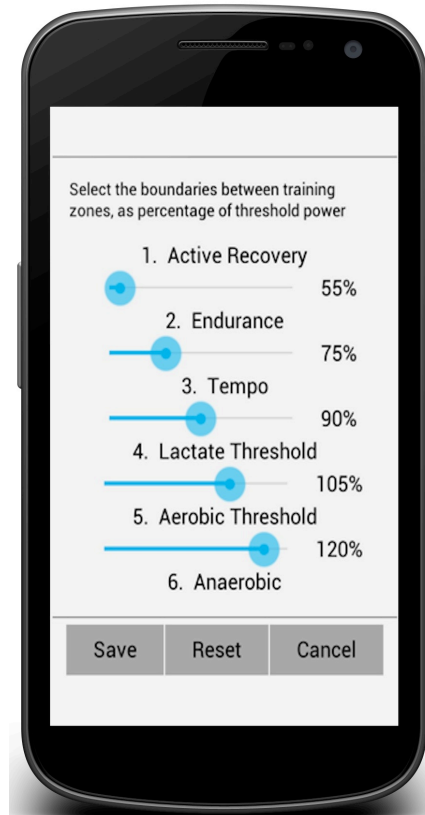 Select the boundaries between training
zones, as percentage of threshold power
1. Active Recovery
55%
2. Endurance
75%
3. Tempo
90%
4. Lactate Threshold
105%
5. Aerobic Threshold
120%
6. Anaerobic
Save Reset Cancel